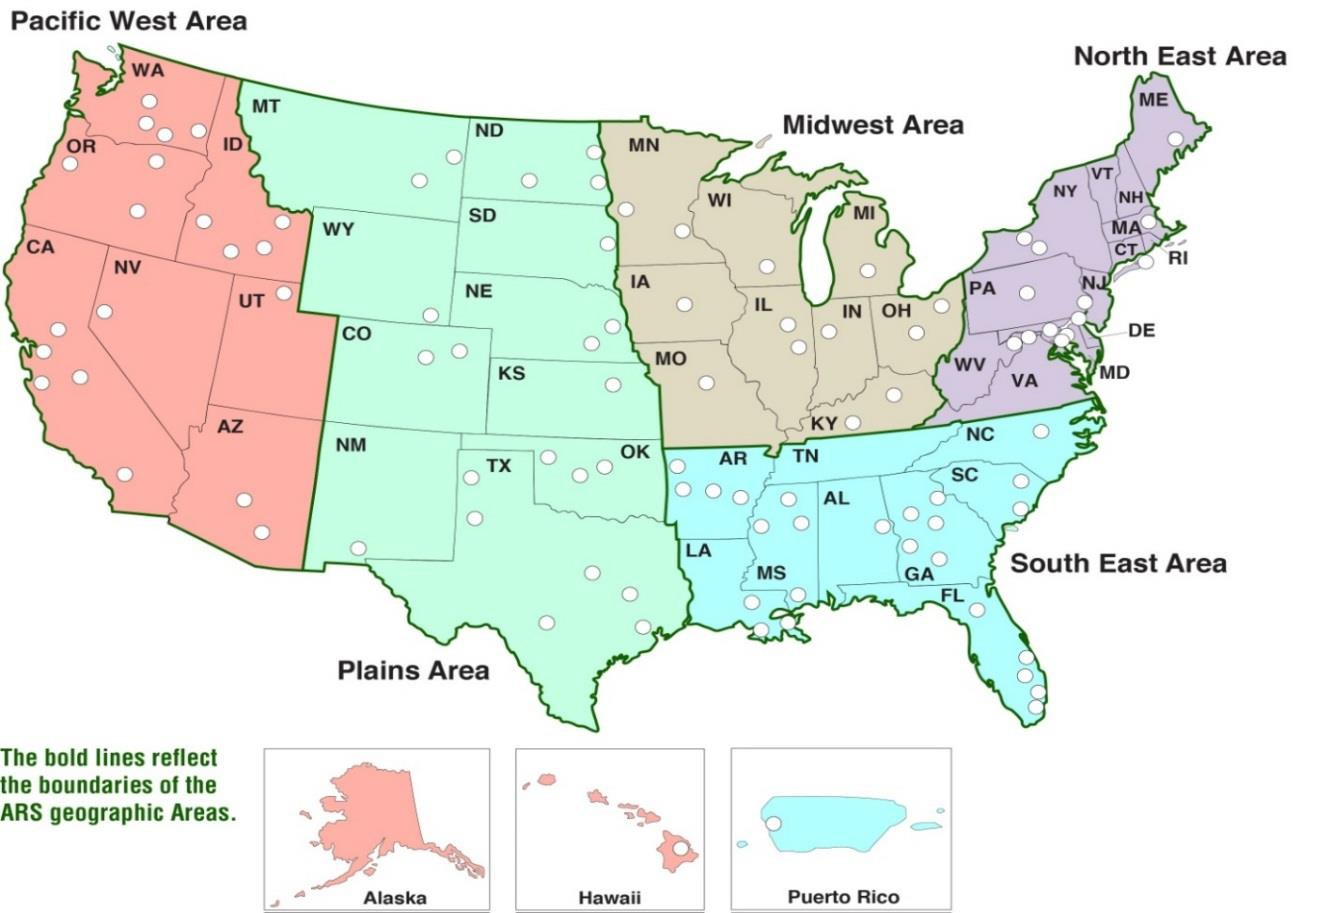 Pacific West Area
North East Area
Midwest Area
WA
ME
MT
ND
MN
OR
ID
VT
NY
WI
NH
MI
SD
WY
MA
CA
CT
RI
NV
IA
PA
NJ
NE
UT
IL
IN
OH
CO
DE
MO
WV
KS
MD
VA
KY
AZ
NC
NM
OK
TX
AR
TN
SC
AL
LA
MS
GA
South East Area
FL
Plains Area
The bold lines reflect
the boundaries of the
ARS geographic Areas.
Alaska
Hawaii
Puerto Rico